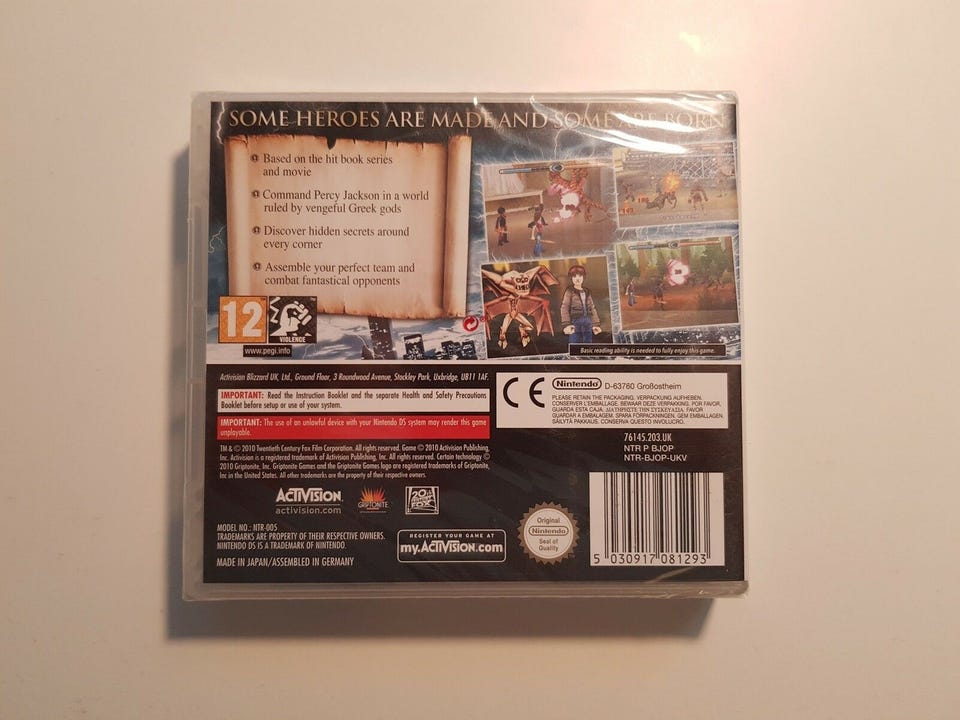 SOME HEROES ARE MADE AND SOME ARE BORN
Based on the hit book series
and movie
Command Percy Jackson in a world
ruled by vengeful Greek gods
Discover hidden secrets around
every corner
Assemble your perfect team and
combat fantastical opponents
12
VIOLENCE
www.pegi.info
Basic reading ability is needed to fully enjoy this game.
Activision Blizzard UK, Ltd., Ground Floor, 3 Roundwood Avenue, Stockley Park, Uxbridge, UB11 1AF.
IMPORTANT: Read the Instruction Booklet and the separate Health and Safety Precautions
Booklet before setup or use of your system.
IMPORTANT: The use of an unlawful device with your Nintendo DS system may render this game
unplayable.
TM & © 2010 Twentieth Century Fox Film Corporation. All rights reserved. Game © 2010 Activision Publishing,
Inc. Activision is a registered trademark of Activision Publishing, Inc. All rights reserved. Certain technology ©
2010 Griptonite, Inc. Griptonite Games and the Griptonite Games logo are registered trademarks of Griptonite,
Inc in the United States. All other trademarks are the property of their respective owners.
ACTIVISION
activision.com
GRIPTONITE
20th
CENTURY
FOX
MODEL NO.: NTR-005
TRADEMARKS ARE PROPERTY OF THEIR RESPECTIVE OWNERS.
NINTENDO DS IS A TRADEMARK OF NINTENDO.
MADE IN JAPAN/ASSEMBLED IN GERMANY
REGISTER YOUR GAME AT
my.ACTIVISION.com
CE
Nintendo D-63760 Großostheim
PLEASE RETAIN THE PACKAGING. VERPACKUNG AUFHEBEN.
CONSERVER L'EMBALLAGE. BEWAAR DEZE VERPAKKING. POR FAVOR,
GUARDA ESTA CAJA. ΔΙΑΤΗΡΗΣΤΕ ΤΗΝ ΣΥΣΚΕΥΑΣΙΑ. FAVOR
GUARDAR A EMBALAGEM. SPARA FÖRPACKNINGEN. GEM EMBALLAGEN.
SÄILYTÄ PAKKAUS. CONSERVA QUESTO INVOLUCRO.
76145.203.UK
NTR P BJOP
NTR-BJOP-UKV
Original
Nintendo
Seal of
Quality
5 030917 081293